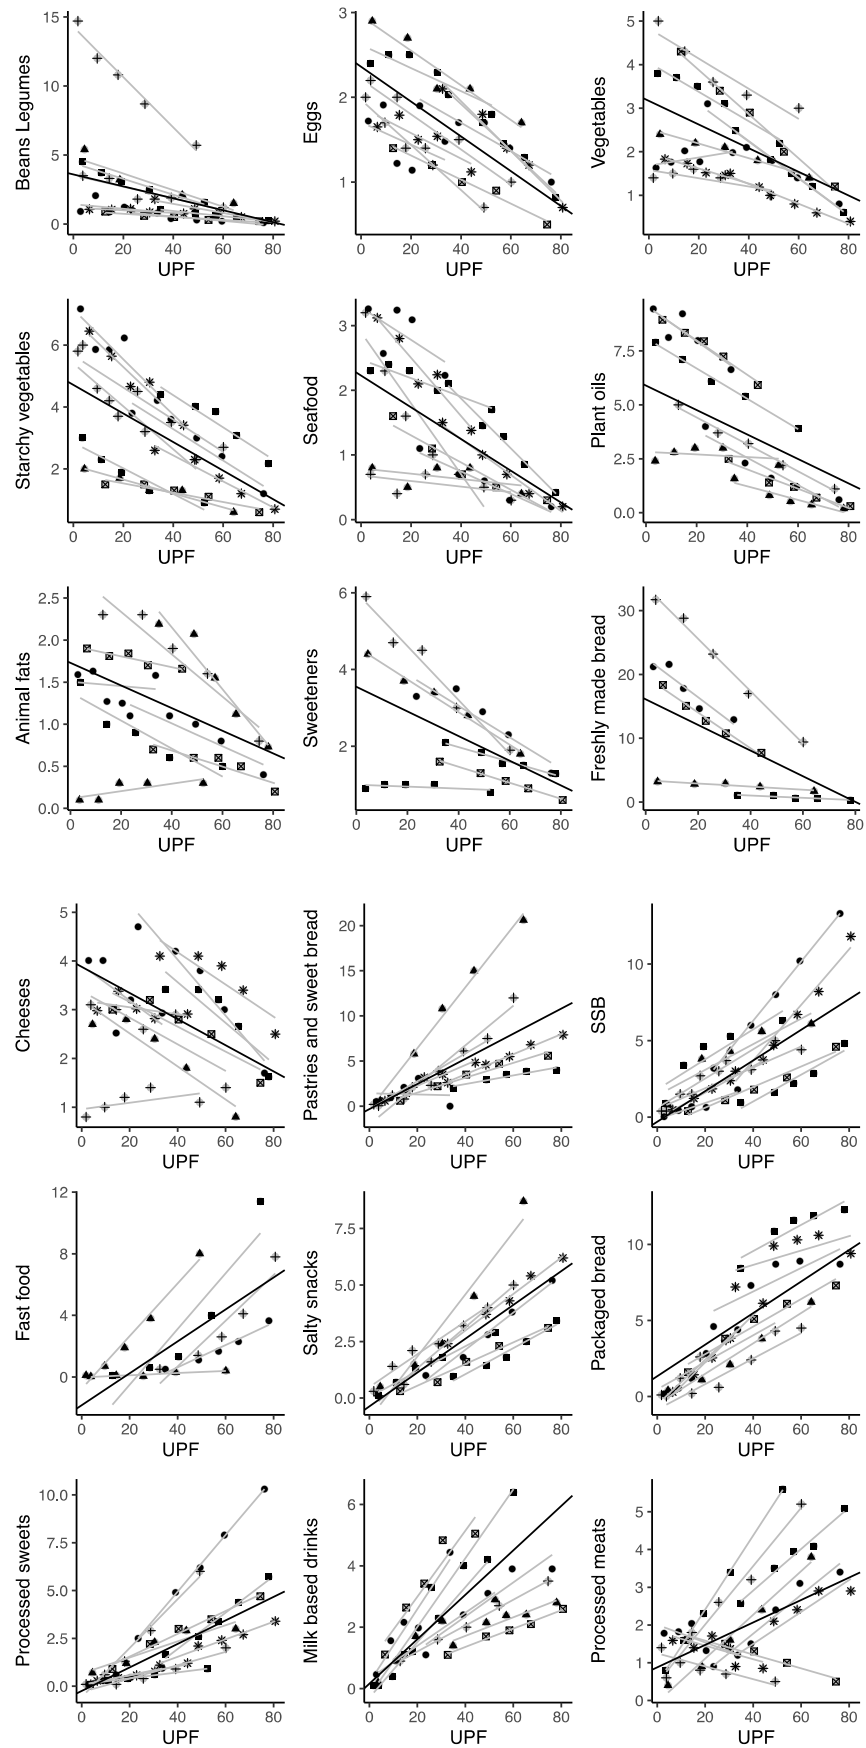 Beans Legumes
15
10
5
0
0 20 40 60 80
UPF
Eggs
3
2
1
0 20 40 60 80
UPF
Vegetables
5
4
3
2
1
0 20 40 60 80
UPF
Starchy vegetables
6
4
2
0 20 40 60 80
UPF
Seafood
3
2
1
0
0 20 40 60 80
UPF
Plant oils
7.5
5.0
2.5
0.0
0 20 40 60 80
UPF
Animal fats
2.5
2.0
1.5
1.0
0.5
0.0
0 20 40 60 80
UPF
Sweeteners
6
4
2
0 20 40 60 80
UPF
Freshly made bread
30
20
10
0
0 20 40 60 80
UPF
Cheeses
5
4
3
2
1
0 20 40 60 80
UPF
Pastries and sweet bread
20
15
10
5
0
0 20 40 60 80
UPF
SSB
10
5
0
0 20 40 60 80
UPF
Fast food
12
8
4
0
0 20 40 60 80
UPF
Salty snacks
7.5
5.0
2.5
0.0
0 20 40 60 80
UPF
Packaged bread
10
5
0
0 20 40 60 80
UPF
Processed sweets
10.0
7.5
5.0
2.5
0.0
0 20 40 60 80
UPF
Milk based drinks
6
4
2
0
0 20 40 60 80
UPF
Processed meats
5
4
3
2
1
0
0 20 40 60 80
UPF